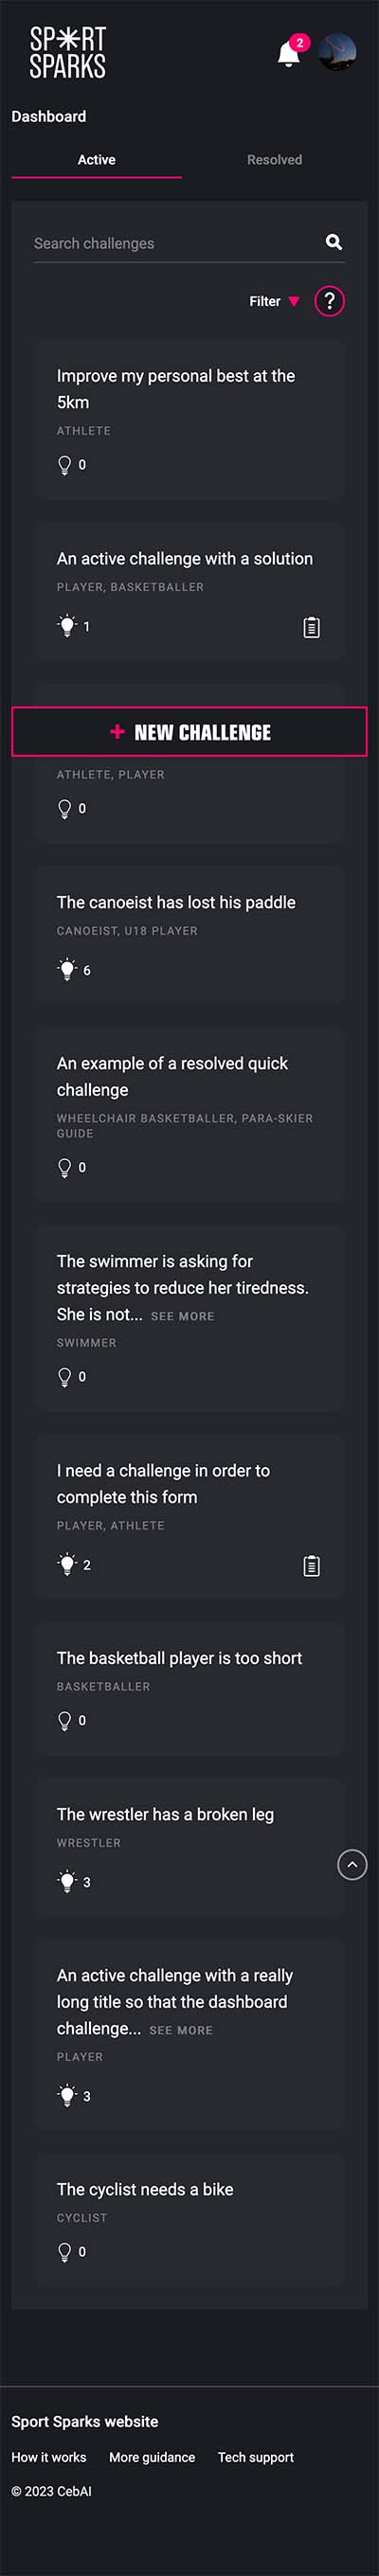 SPORT
SPARKS
2
Dashboard
Active Resolved
Search challenges
Filter ?
Improve my personal best at the
5km
ATHLETE
0
An active challenge with a solution
PLAYER, BASKETBALLER
1
+ NEW CHALLENGE
ATHLETE, PLAYER
0
The canoeist has lost his paddle
CANOEIST, U18 PLAYER
6
An example of a resolved quick
challenge
WHEELCHAIR BASKETBALLER, PARA-SKIER
GUIDE
0
The swimmer is asking for
strategies to reduce her tiredness.
She is not... SEE MORE
SWIMMER
0
I need a challenge in order to
complete this form
PLAYER, ATHLETE
2
The basketball player is too short
BASKETBALLER
0
The wrestler has a broken leg
WRESTLER
3
An active challenge with a really
long title so that the dashboard
challenge... SEE MORE
PLAYER
3
The cyclist needs a bike
CYCLIST
0
Sport Sparks website
How it works More guidance Tech support
© 2023 CebAI